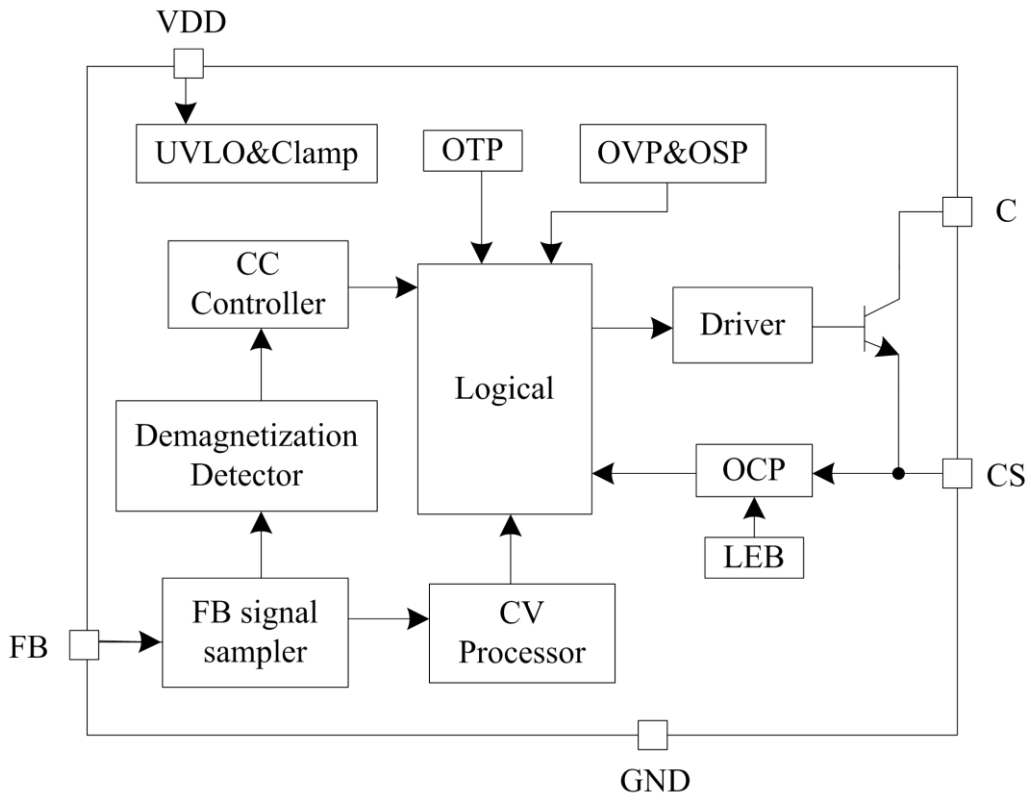 VDD
UVLO&Clamp
OTP
OVP&OSP
C
CC
Controller
Driver
Logical
Demagnetization
Detector
OCP
CS
LEB
FB signal
sampler
CV
Processor
FB
GND